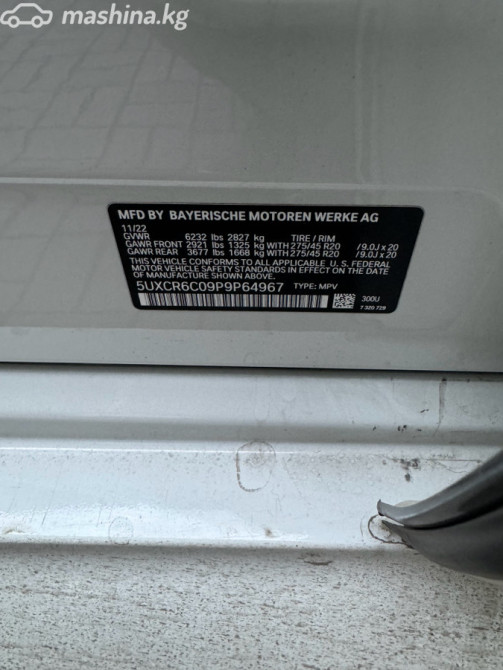 mashina.kg
MFD BY BAYERISCHE MOTOREN WERKE AG
11/22
GVWR 6232 lbs 2827 kg TIRE / RIM
GAWR FRONT 2921 lbs 1325 kg WITH 275/45 R20 /9.0J x 20
GAWR REAR 3677 lbs 1668 kg WITH 275/45 R20 /9.0J x 20
THIS VEHICLE CONFORMS TO ALL APPLICABLE U. S. FEDERAL
MOTOR VEHICLE SAFETY STANDARDS IN EFFECT ON THE DATE
OF MANUFACTURE SHOWN ABOVE.
5UXCR6C09P9P64967 TYPE: MPV
300U
7 320 729